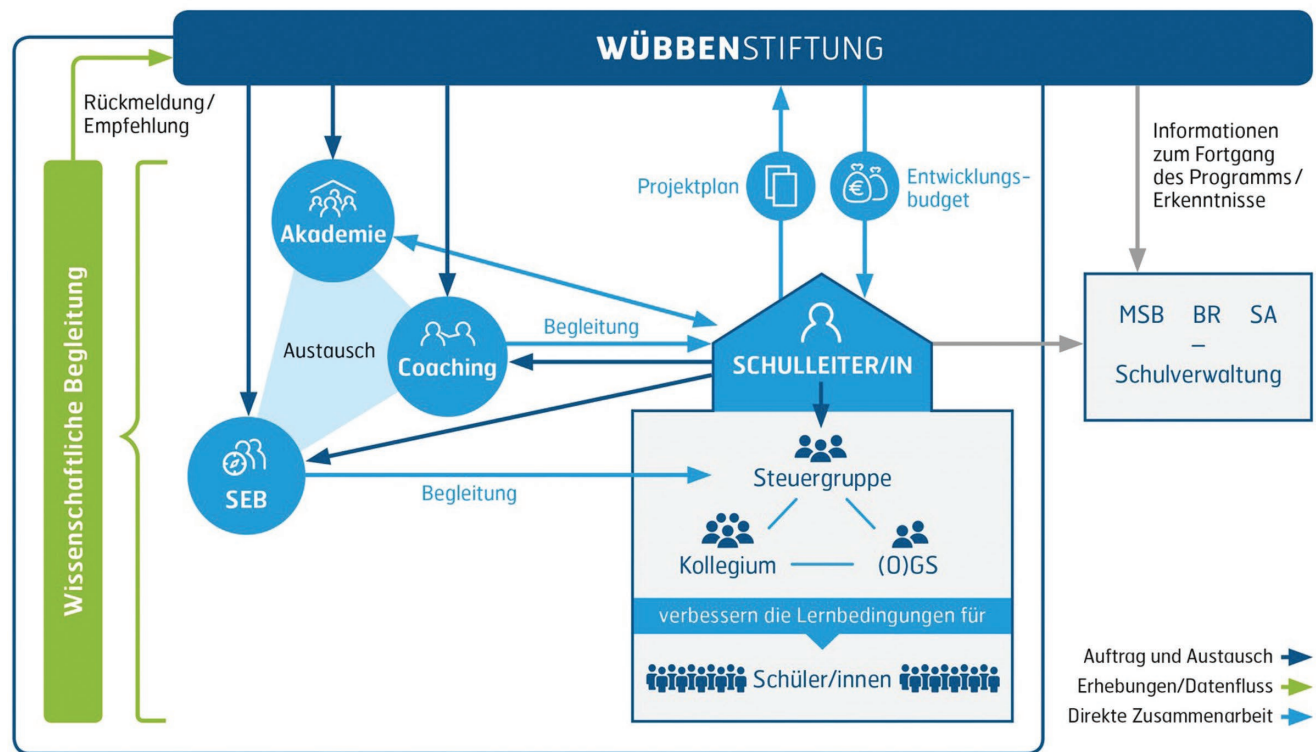 WÜBBENSTIFTUNG
Rückmeldung/
Empfehlung
Wissenschaftliche Begleitung
Akademie
Austausch
Coaching
SEB
Begleitung
Begleitung
Projektplan
Entwicklungs-
budget
Informationen
zum Fortgang
des Programms/
Erkenntnisse
SCHULLEITER/IN
MSB BR SA
–
Schulverwaltung
Steuergruppe
Kollegium
(O)GS
verbessern die Lernbedingungen für
Schüler/innen
Auftrag und Austausch
Erhebungen/Datenfluss
Direkte Zusammenarbeit